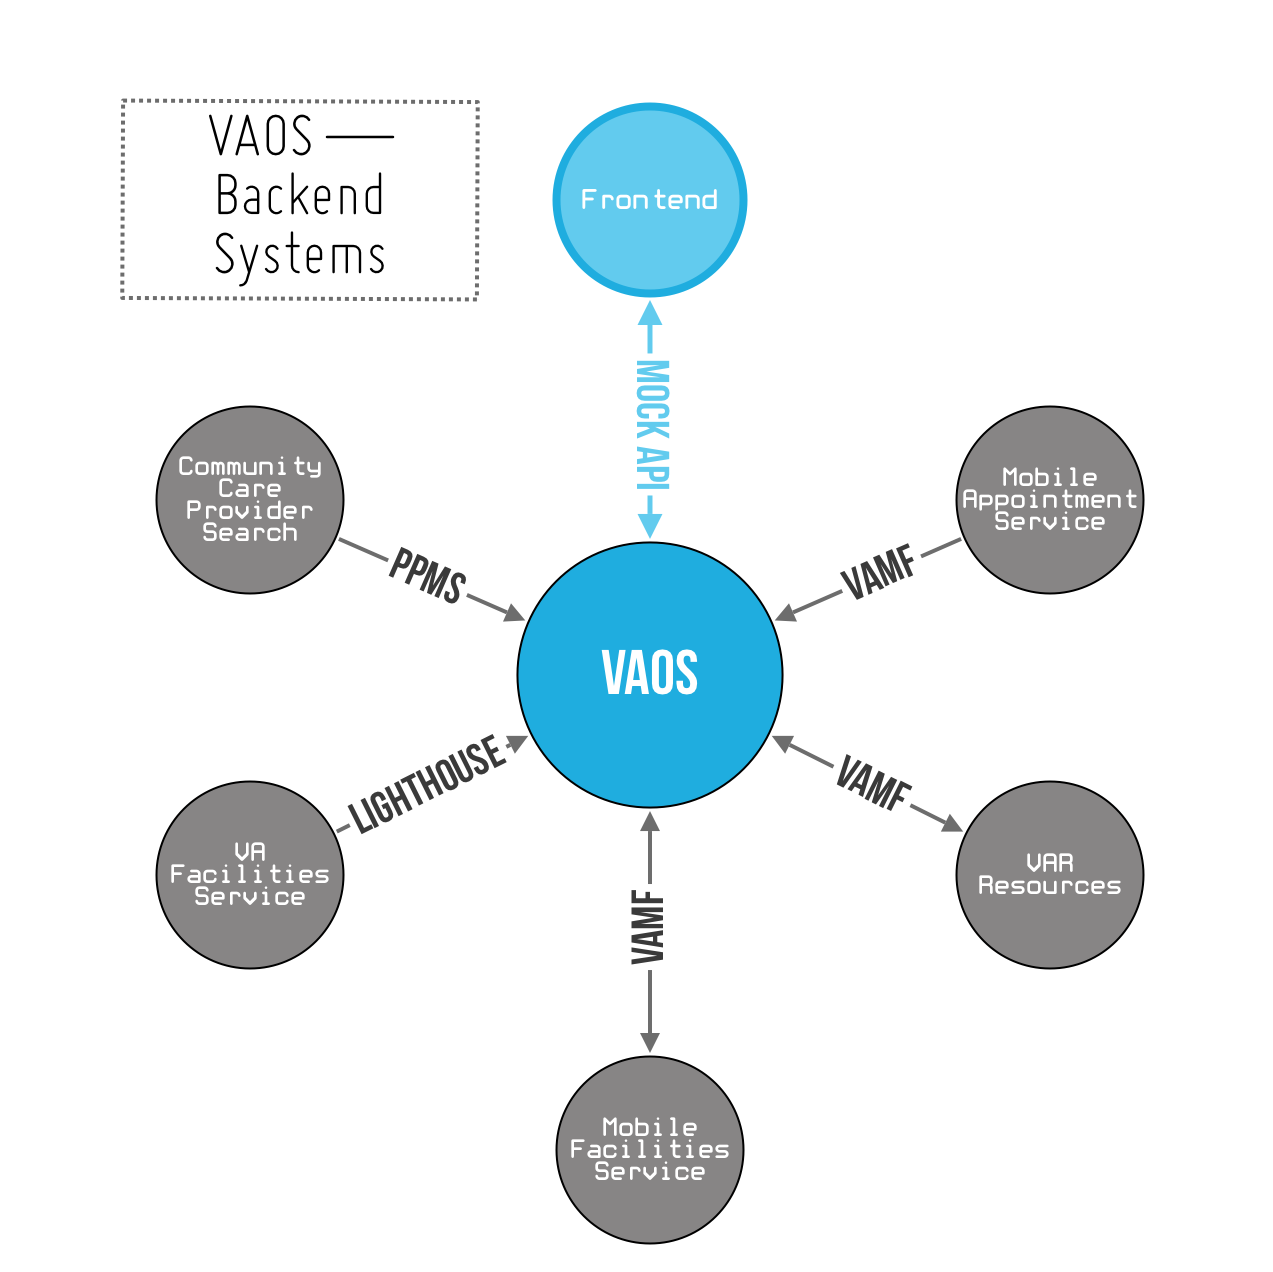 VAOS —
Backend
Systems
Frontend
MOCK API
Community
Care
Provider
Search
PPMS
Mobile
Appointment
Service
VAMF
VAOS
LIGHTHOUSE
VA
Facilities
Service
VAMF
VAR
Resources
VAMF
Mobile
Facilities
Service